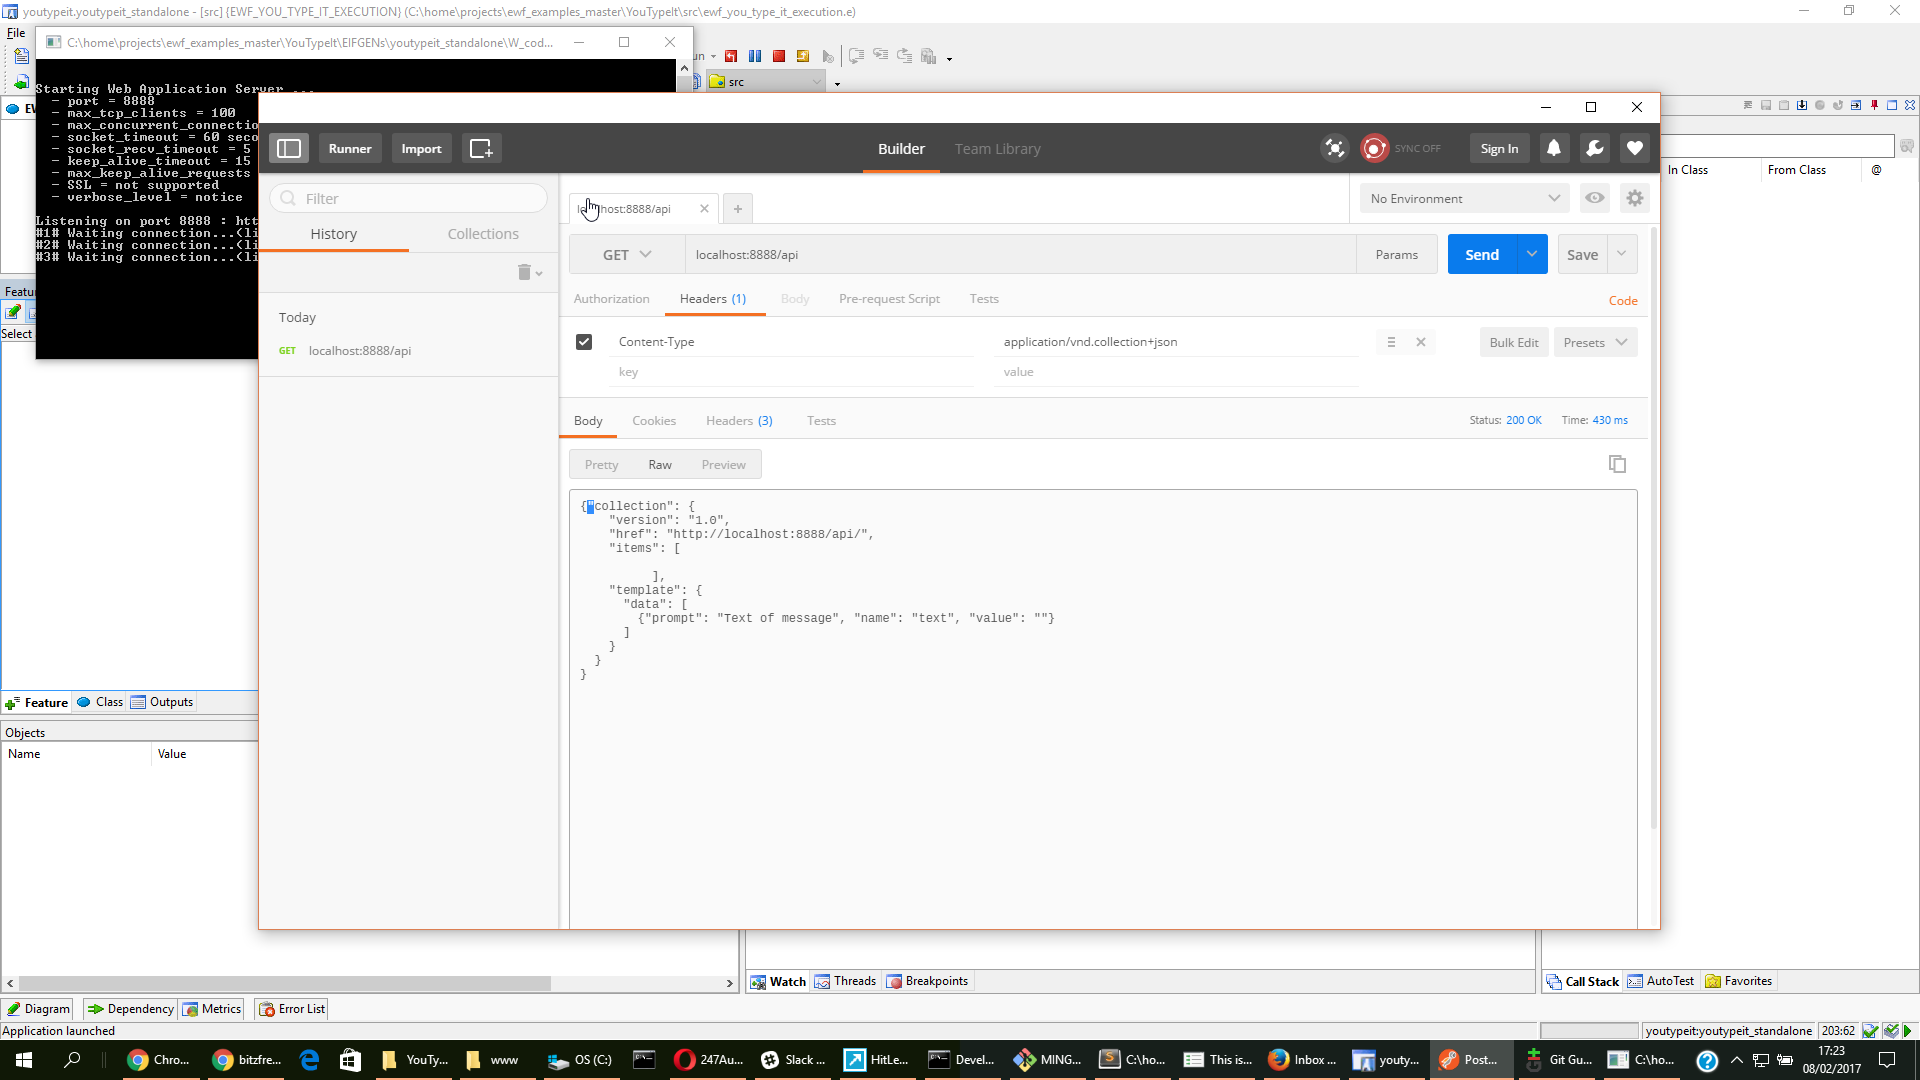 youtypeit.youtypeit_standalone - [src] {EWF_YOU_TYPE_IT_EXECUTION} (C:\home\projects\ewf_examples_master\YouTypeIt\src\ewf_you_type_it_execution.e)
File
C:\home\projects\ewf_examples_master\YouTypeIt\EIFGENs\youtypeit_standalone\W_cod...
src
Starting Web Application Server ...
- port = 8888
- max_tcp_clients = 100
- max_concurrent_connectio
- socket_timeout = 60 seco
- socket_recv_timeout = 5
- keep_alive_timeout = 15
- max_keep_alive_requests
- SSL = not supported
- verbose_level = notice
Listening on port 8888 : htt
#1# Waiting connection...(li
#2# Waiting connection...(li
#3# Waiting connection...(li
Runner
Import
Builder
Team Library
SYNC OFF
Sign In
In Class
From Class
@
Filter
History
Collections
Today
GET localhost:8888/api
localhost:8888/api
No Environment
GET
localhost:8888/api
Params
Send
Save
Authorization
Headers (1)
Body
Pre-request Script
Tests
Code
Content-Type
application/vnd.collection+json
Bulk Edit
Presets
key
value
Body
Cookies
Headers (3)
Tests
Status: 200 OK
Time: 430 ms
Pretty
Raw
Preview
{"collection": {
"version": "1.0",
"href": "http://localhost:8888/api/",
"items": [
],
"template": {
"data": [
{"prompt": "Text of message", "name": "text", "value": ""}
]
}
}
}
Select
Feature
Class
Outputs
Objects
Name
Value
Watch
Threads
Breakpoints
Call Stack
AutoTest
Favorites
Diagram
Dependency
Metrics
Error List
Application launched
youtypeit:youtypeit_standalone
203:62
Chro...
bitzfre...
YouTy...
www
OS (C:)
247Au...
Slack ...
HitLe...
Devel...
MING...
C:\ho...
This is...
Inbox ...
youty...
Post...
Git Gu...
C:\ho...
17:23
08/02/2017